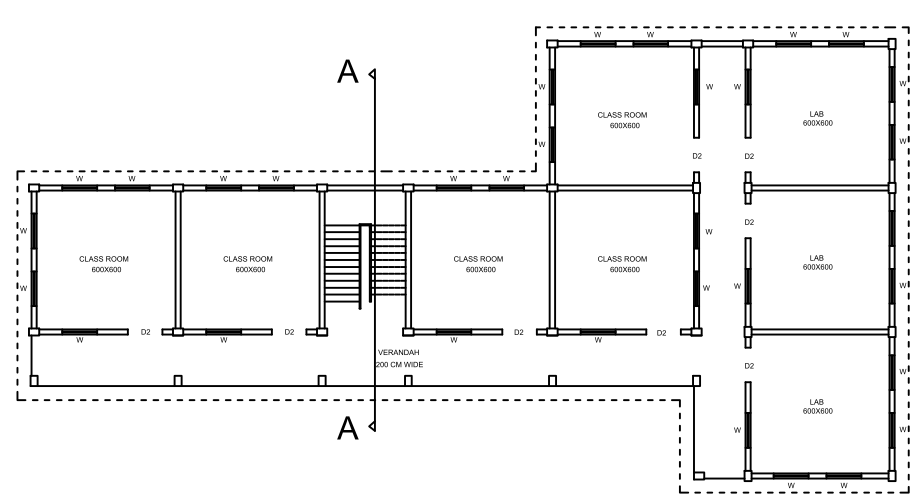 W
W
W
W
A
W
W
W
W
CLASS ROOM
600X600
LAB
600X600
W
W
D2
D2
W
W
W
W
W
W
D2
W
W
W
CLASS ROOM
600X600
CLASS ROOM
600X600
CLASS ROOM
600X600
CLASS ROOM
600X600
LAB
600X600
W
W
W
W
D2
D2
D2
D2
W
W
W
W
VERANDAH
200 CM WIDE
D2
W
LAB
600X600
A
W
W
W
W